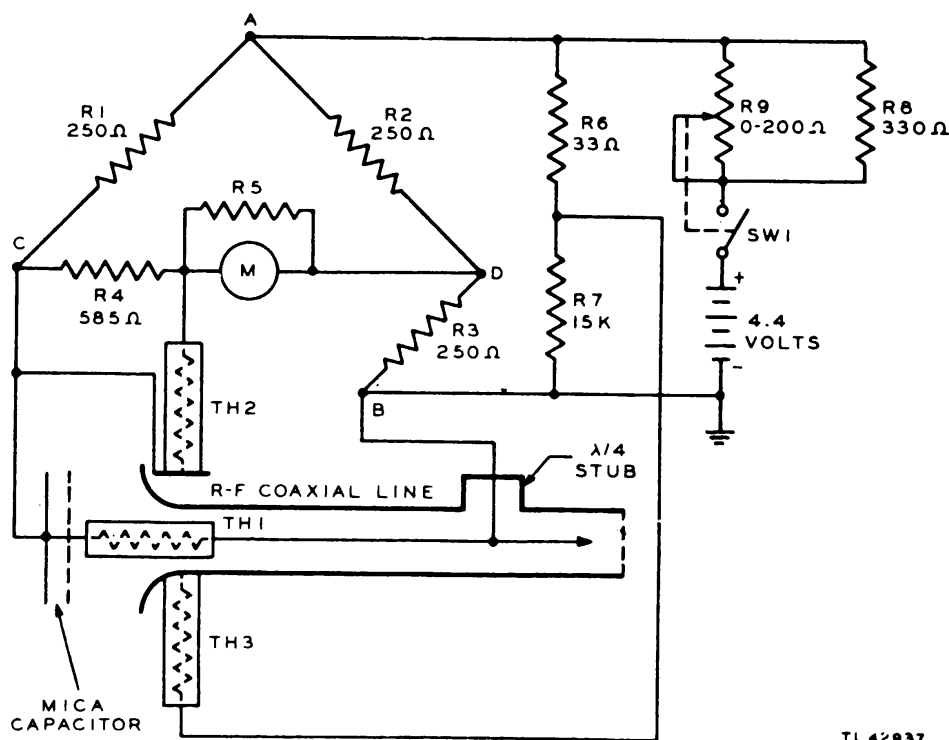 A
R1
250Ω
R2
250Ω
R6
33Ω
R9
0-200Ω
R8
330Ω
R5
C
M
D
SW1
R4
585Ω
R3
250Ω
R7
15K
+
4.4
VOLTS
-
TH2
B
λ/4
STUB
R-F COAXIAL LINE
TH1
TH3
MICA
CAPACITOR
TL 42937